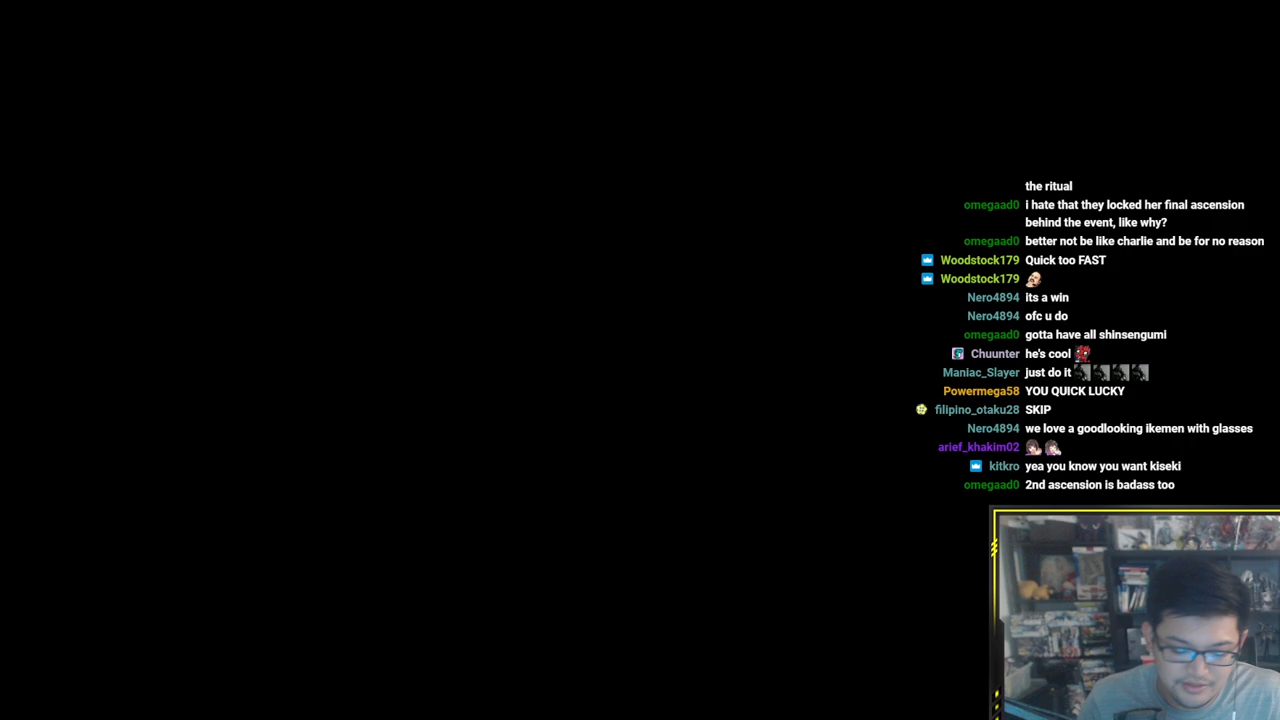 the ritual
omegaad0 i hate that they locked her final ascension
behind the event, like why?
omegaad0 better not be like charlie and be for no reason
Woodstock179 Quick too FAST
Woodstock179
Nero4894 its a win
Nero4894 ofc u do
omegaad0 gotta have all shinsengumi
Chuunter he's cool
Maniac_Slayer just do it
Powermega58 YOU QUICK LUCKY
filipino_otaku28 SKIP
Nero4894 we love a goodlooking ikemen with glasses
arief_khakim02
kitkro yea you know you want kiseki
omegaad0 2nd ascension is badass too